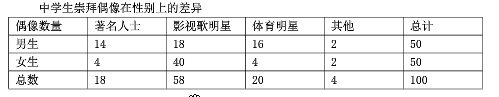 中学生崇拜偶像在性别上的差异
偶像数量 著名人士 影视歌明星 体育明星 其他 总计
男生 14 18 16 2 50
女生 4 40 4 2 50
总数 18 58 20 4 100